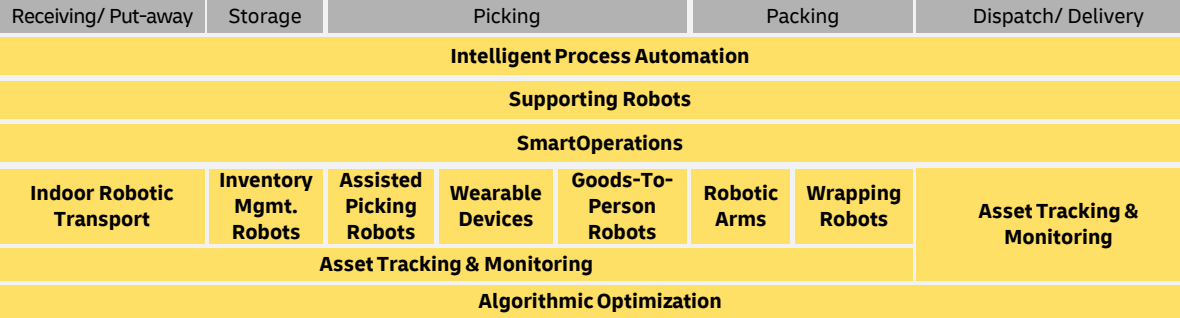 Receiving/ Put-away
Storage
Picking
Packing
Dispatch/ Delivery
Intelligent Process Automation
Supporting Robots
SmartOperations
Indoor Robotic
Transport
Inventory
Mgmt.
Robots
Assisted
Picking
Robots
Wearable
Devices
Goods-To-
Person
Robots
Robotic
Arms
Wrapping
Robots
Asset Tracking &
Monitoring
Asset Tracking & Monitoring
Algorithmic Optimization